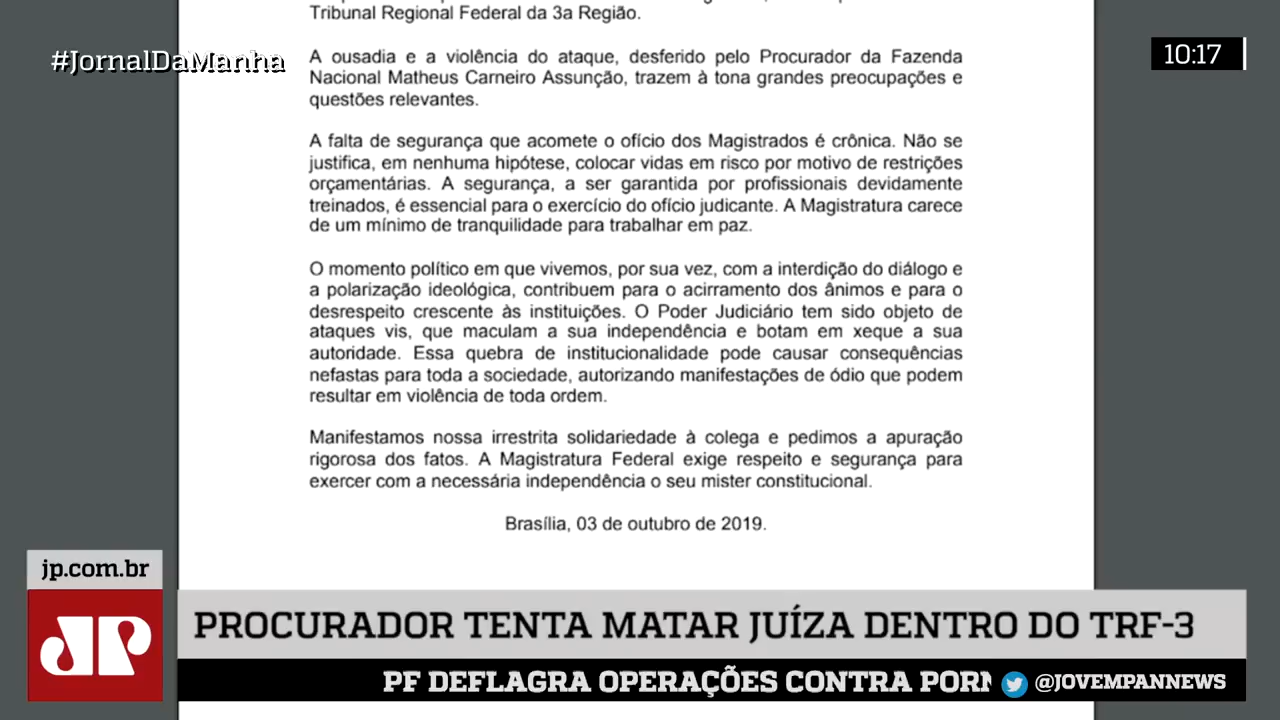 Tribunal Regional Federal da 3a Região.
#JornalDaManha
10:17
A ousadia e a violência do ataque, desferido pelo Procurador da Fazenda
Nacional Matheus Carneiro Assunção, trazem à tona grandes preocupações e
questões relevantes.
A falta de segurança que acomete o ofício dos Magistrados é crônica. Não se
justifica, em nenhuma hipótese, colocar vidas em risco por motivo de restrições
orçamentárias. A segurança, a ser garantida por profissionais devidamente
treinados, é essencial para o exercício do ofício judicante. A Magistratura carece
de um mínimo de tranquilidade para trabalhar em paz.
O momento político em que vivemos, por sua vez, com a interdição do diálogo e
a polarização ideológica, contribuem para o acirramento dos ânimos e para o
desrespeito crescente às instituições. O Poder Judiciário tem sido objeto de
ataques vis, que maculam a sua independência e botam em xeque a sua
autoridade. Essa quebra de institucionalidade pode causar consequências
nefastas para toda a sociedade, autorizando manifestações de ódio que podem
resultar em violência de toda ordem.
Manifestamos nossa irrestrita solidariedade à colega e pedimos a apuração
rigorosa dos fatos. A Magistratura Federal exige respeito e segurança para
exercer com a necessária independência o seu mister constitucional.
Brasília, 03 de outubro de 2019.
jp.com.br
JP
PROCURADOR TENTA MATAR JUÍZA DENTRO DO TRF-3
PF DEFLAGRA OPERAÇÕES CONTRA PORN
@JOVEMPANNEWS